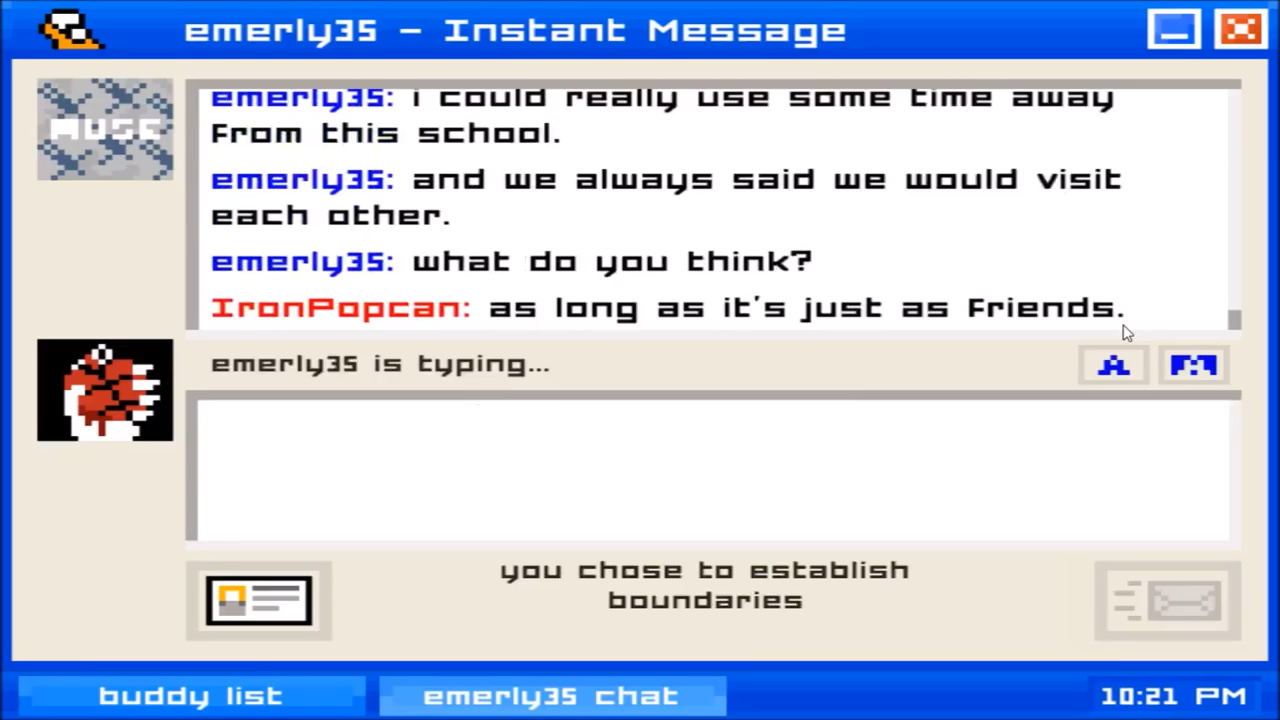 emerly35 - Instant Message
MUSE
emerly35: i could really use some time away
from this school.
emerly35: and we always said we would visit
each other.
emerly35: what do you think?
IronPopcan: as long as it's just as friends.
emerly35 is typing...
A
you chose to establish
boundaries
buddy list
emerly35 chat
10:21 PM